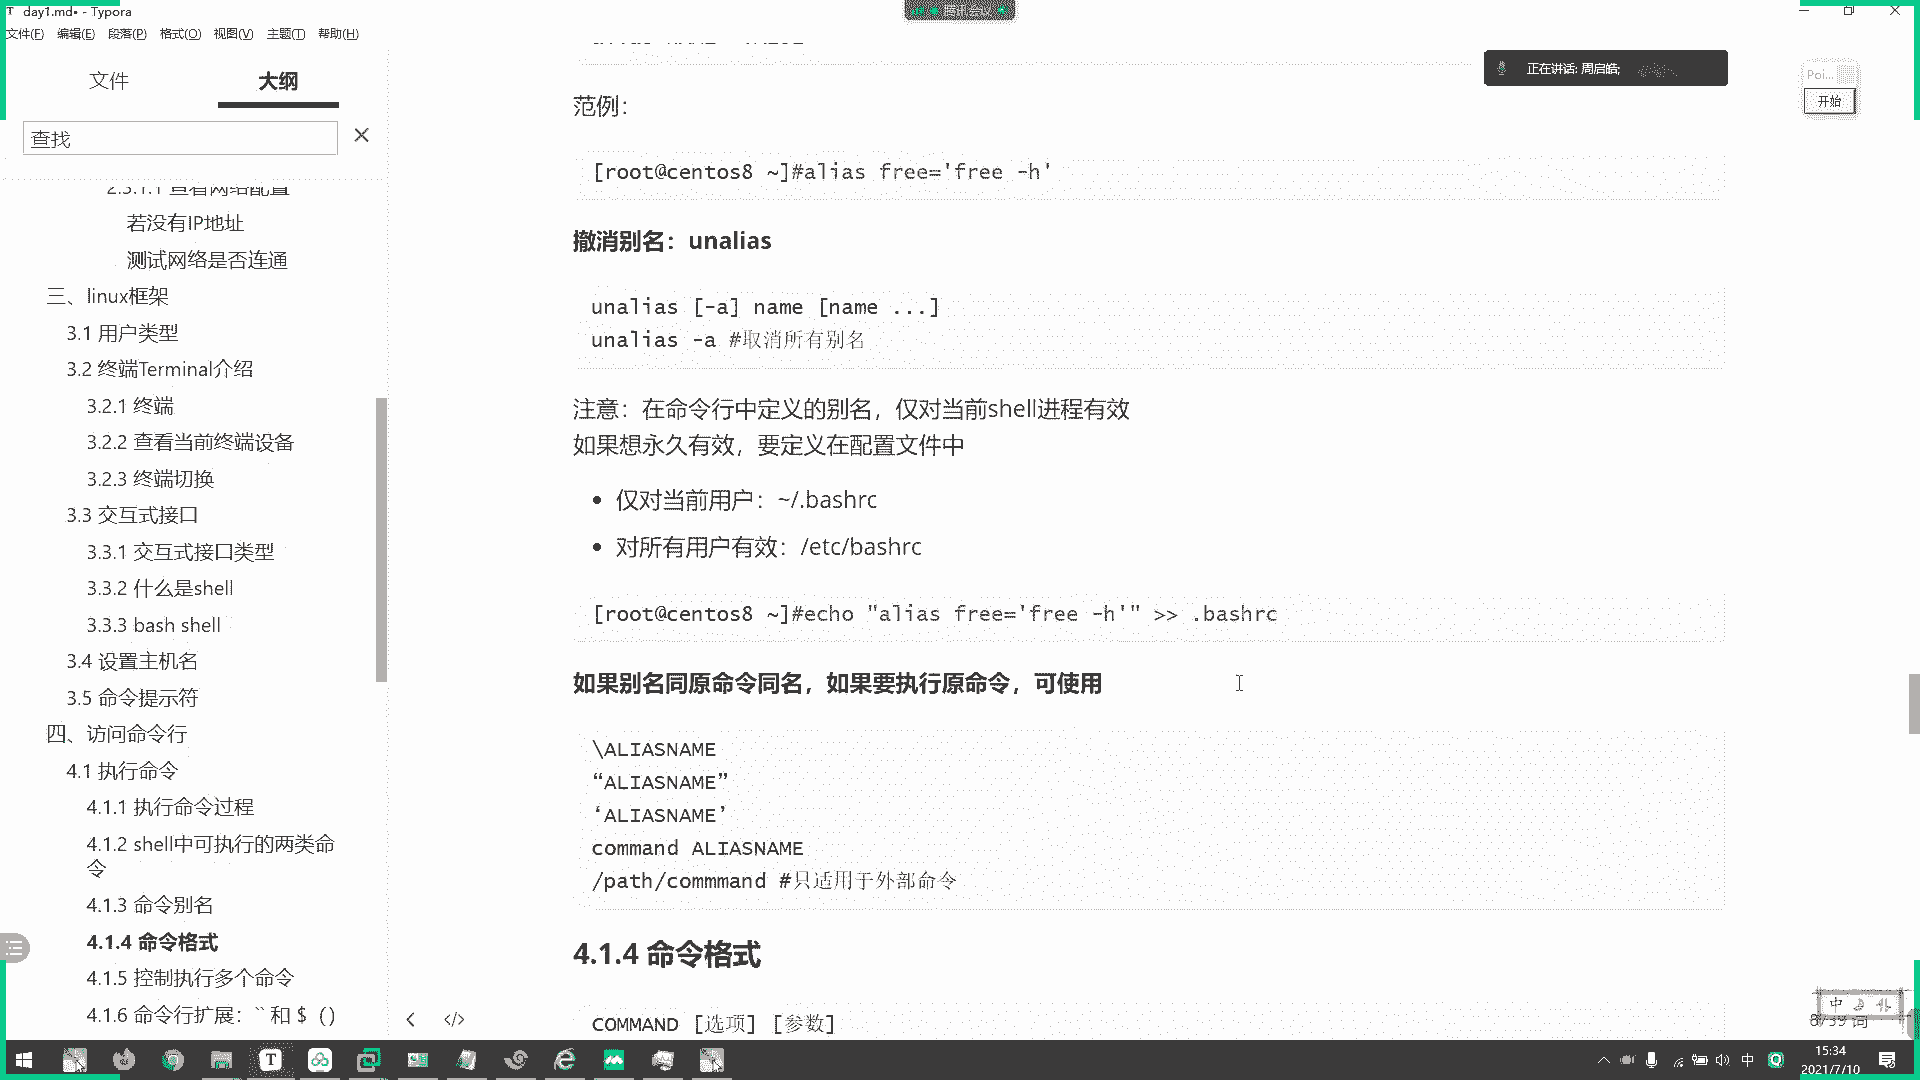 day1.md• - Typora
腾讯会议
文件(F) 编辑(E) 段落(P) 格式(O) 视图(V) 主题(T) 帮助(H)
正在讲话: 周启皓;
Poi...
开始
文件
大纲
查找
2.3.1.1 查看网络配置
若没有IP地址
测试网络是否连通
三、linux框架
3.1 用户类型
3.2 终端Terminal介绍
3.2.1 终端
3.2.2 查看当前终端设备
3.2.3 终端切换
3.3 交互式接口
3.3.1 交互式接口类型
3.3.2 什么是shell
3.3.3 bash shell
3.4 设置主机名
3.5 命令提示符
四、访问命令行
4.1 执行命令
4.1.1 执行命令过程
4.1.2 shell中可执行的两类命
令
4.1.3 命令别名
4.1.4 命令格式
4.1.5 控制执行多个命令
4.1.6 命令行扩展：`` 和 $（）
范例：
[root@centos8 ~]#alias free='free -h'
撤消别名：unalias
unalias [-a] name [name ...]
unalias -a #取消所有别名
注意：在命令行中定义的别名，仅对当前shell进程有效
如果想永久有效，要定义在配置文件中
• 仅对当前用户：~/.bashrc
• 对所有用户有效：/etc/bashrc
[root@centos8 ~]#echo "alias free='free -h'" >> .bashrc
如果别名同原命令同名，如果要执行原命令，可使用
\ALIASNAME
“ALIASNAME”
‘ALIASNAME’
command ALIASNAME
/path/commmand #只适用于外部命令
4.1.4 命令格式
COMMAND [选项] [参数]
中
词
中
15:34
2021/7/10